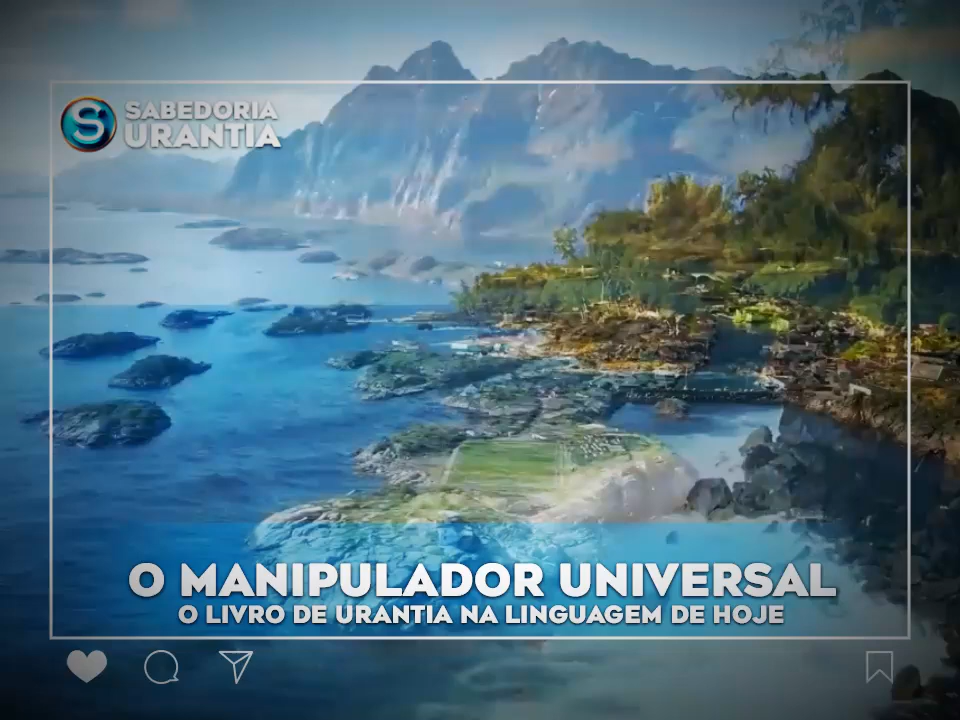 SABEDORIA
URANTIA
O MANIPULADOR UNIVERSAL
O LIVRO DE URANTIA NA LINGUAGEM DE HOJE